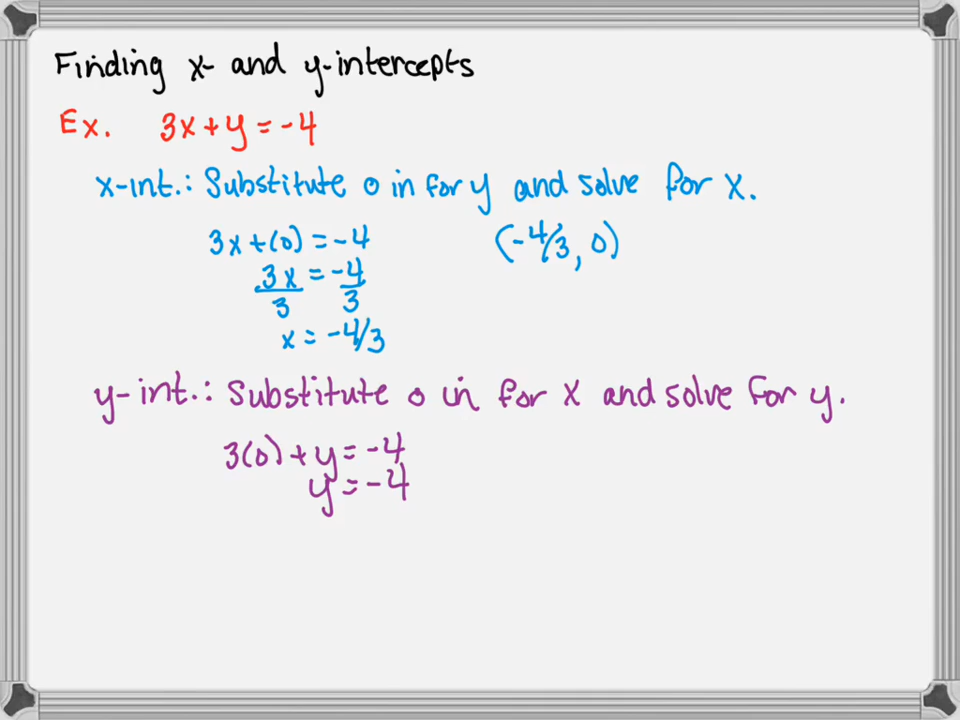 Finding x- and y-intercepts
Ex. 3x + y = -4
x-int.: Substitute 0 in for y and solve for x.
3x + (0) = -4 (-4/3, 0)
3x = -4
3 3
x = -4/3
y-int.: Substitute 0 in for x and solve for y.
3(0) + y = -4
y = -4